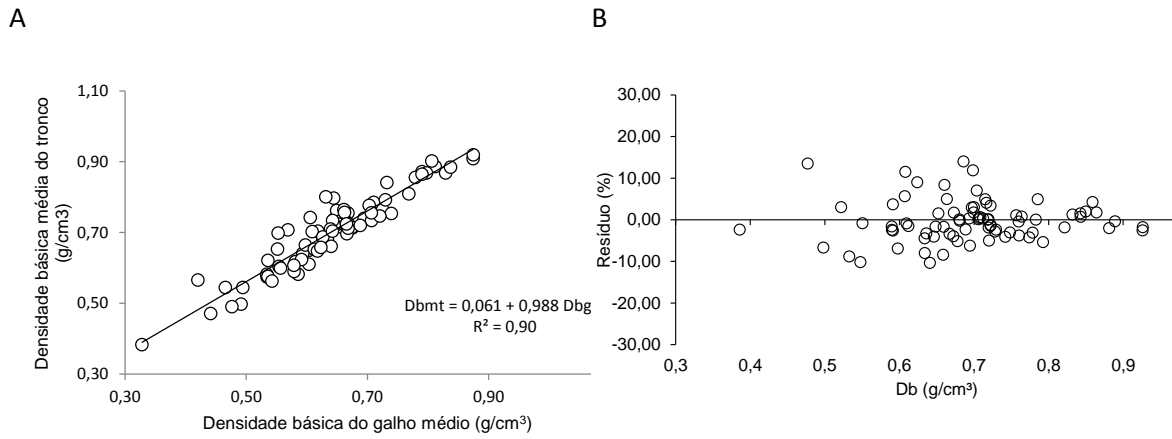 A
B
1,10
0,90
0,70
0,50
0,30
0,30
0,50
0,70
0,90
Densidade básica média do tronco
(g/cm3)
Densidade básica do galho médio (g/cm³)
Dbmt = 0,061 + 0,988 Dbg
R² = 0,90
30,00
20,00
10,00
0,00
-10,00
-20,00
-30,00
0,3
0,4
0,5
0,6
0,7
0,8
0,9
Resíduo (%)
Db (g/cm³)